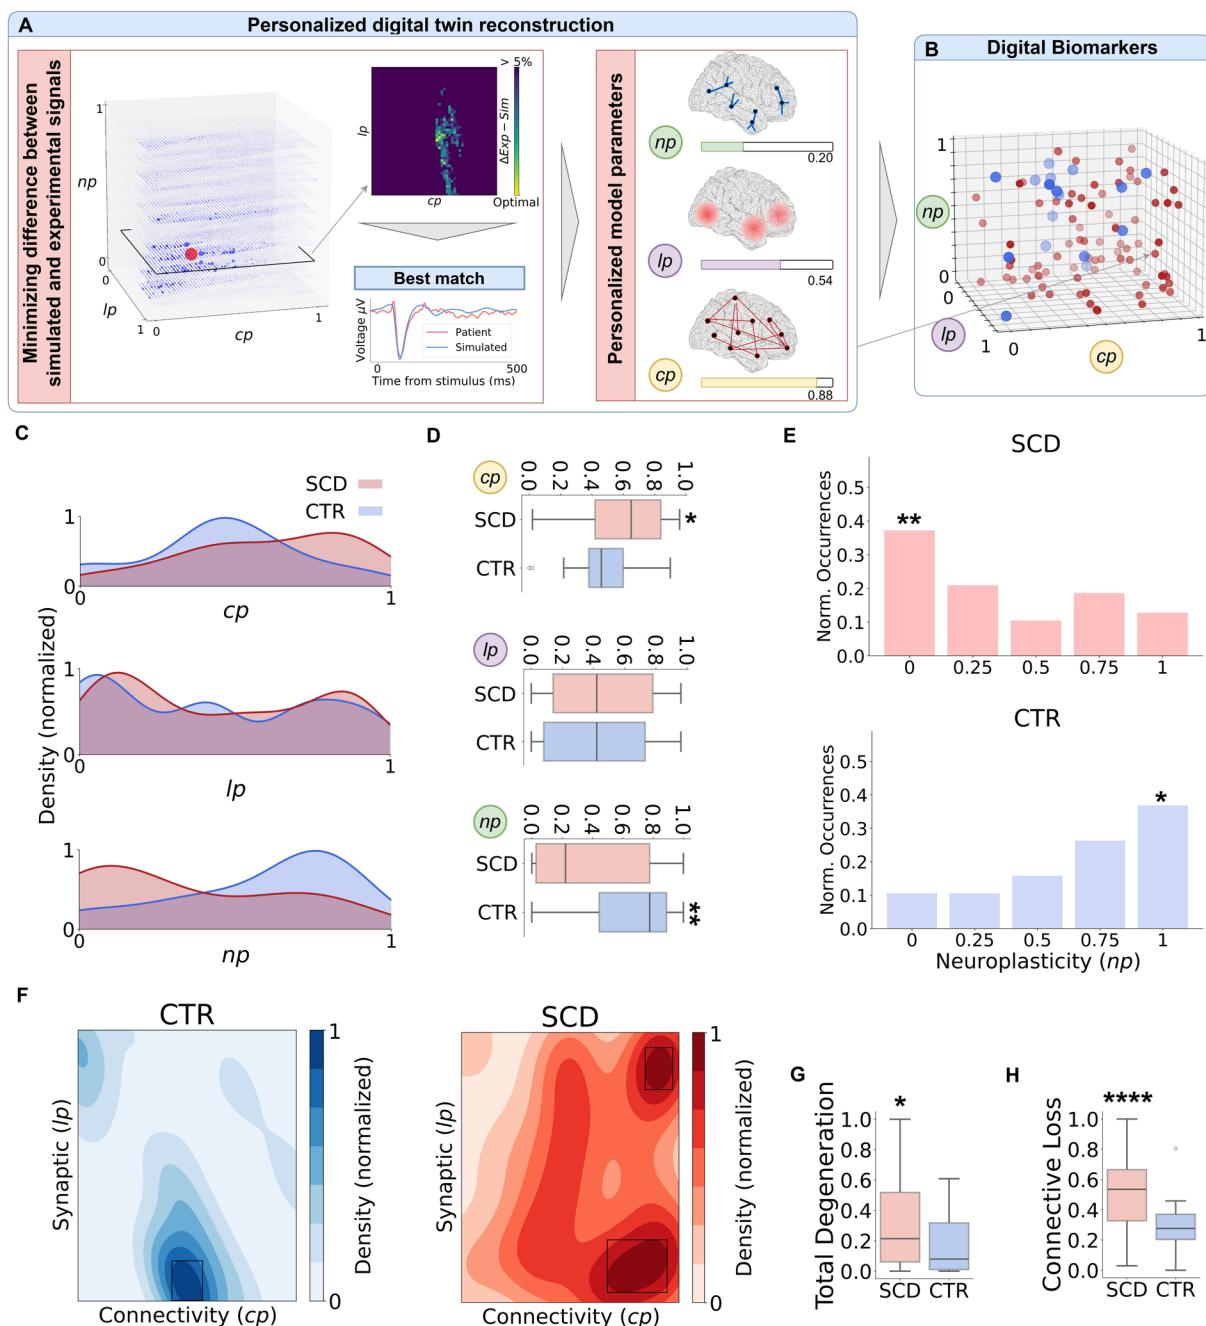 A
Personalized digital twin reconstruction
Minimizing difference between
simulated and experimental signals
1
np
0
0
lp
1
0
cp
1
lp
cp
> 5%
ΔExp − Sim
Optimal
Best match
Voltage μV
Patient
Simulated
0
500
Time from stimulus (ms)
Personalized model parameters
np
0.20
lp
0.54
cp
0.88
B
Digital Biomarkers
1
np
0
0
lp
1
0
cp
1
C
SCD
CTR
Density (normalized)
1
0
0
1
cp
1
0
0
1
lp
1
0
0
1
np
D
cp
0.0
0.2
0.4
0.6
0.8
1.0
SCD
*
CTR
lp
0.0
0.2
0.4
0.6
0.8
1.0
SCD
CTR
np
0.0
0.2
0.4
0.6
0.8
1.0
SCD
CTR
**
E
SCD
Norm. Occurrences
0.5
0.4
0.3
0.2
0.1
0.0
**
0 0.25 0.5 0.75 1
CTR
Norm. Occurrences
0.5
0.4
0.3
0.2
0.1
0.0
*
0 0.25 0.5 0.75 1
Neuroplasticity (np)
F
CTR
Synaptic (lp)
Connectivity (cp)
1
0
Density (normalized)
SCD
Synaptic (lp)
Connectivity (cp)
1
0
Density (normalized)
G
*
Total Degeneration
1.0
0.8
0.6
0.4
0.2
0.0
SCD CTR
H
****
Connective Loss
1.0
0.8
0.6
0.4
0.2
0.0
SCD CTR